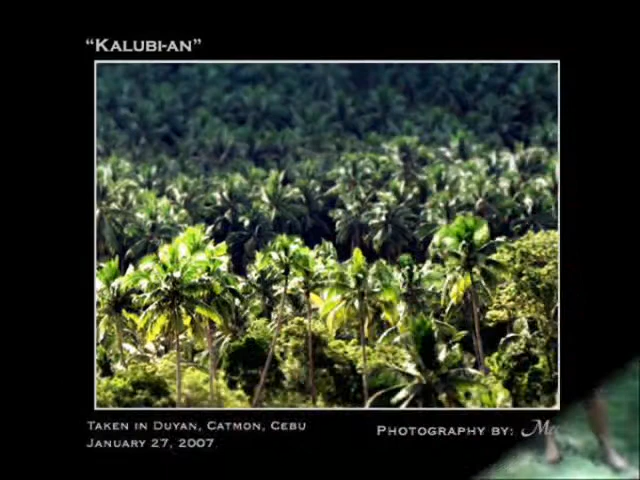 “KALUBI-AN”
TAKEN IN DUYAN, CATMON, CEBU
JANUARY 27, 2007
PHOTOGRAPHY BY: